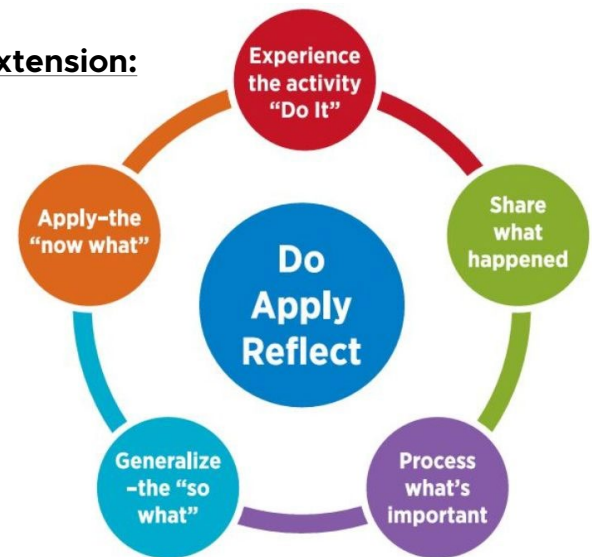 xtension:
Experience
the activity
“Do It”
Share
what
happened
Process
what’s
important
Generalize
–the “so
what”
Apply–the
“now what”
Do
Apply
Reflect